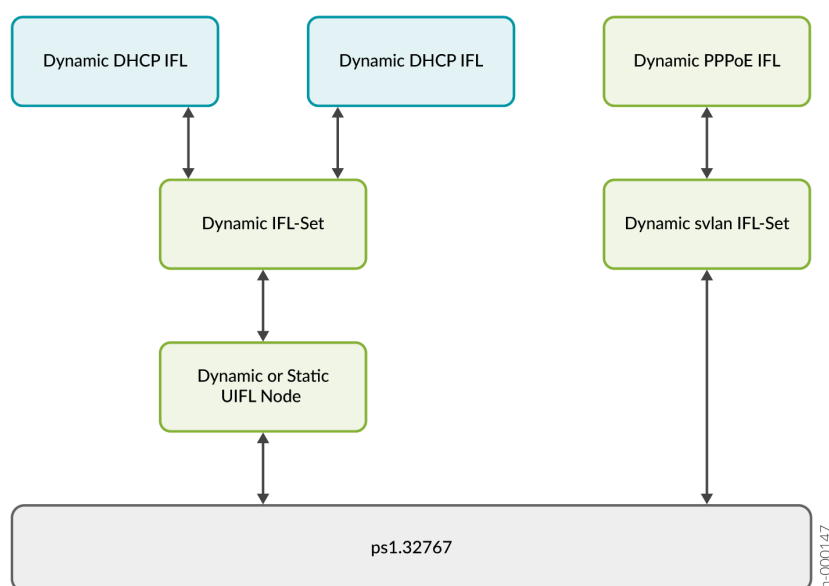 Dynamic DHCP IFL
Dynamic DHCP IFL
Dynamic PPPoE IFL
Dynamic IFL-Set
Dynamic svlan IFL-Set
Dynamic or Static
UIFL Node
ps1.32767